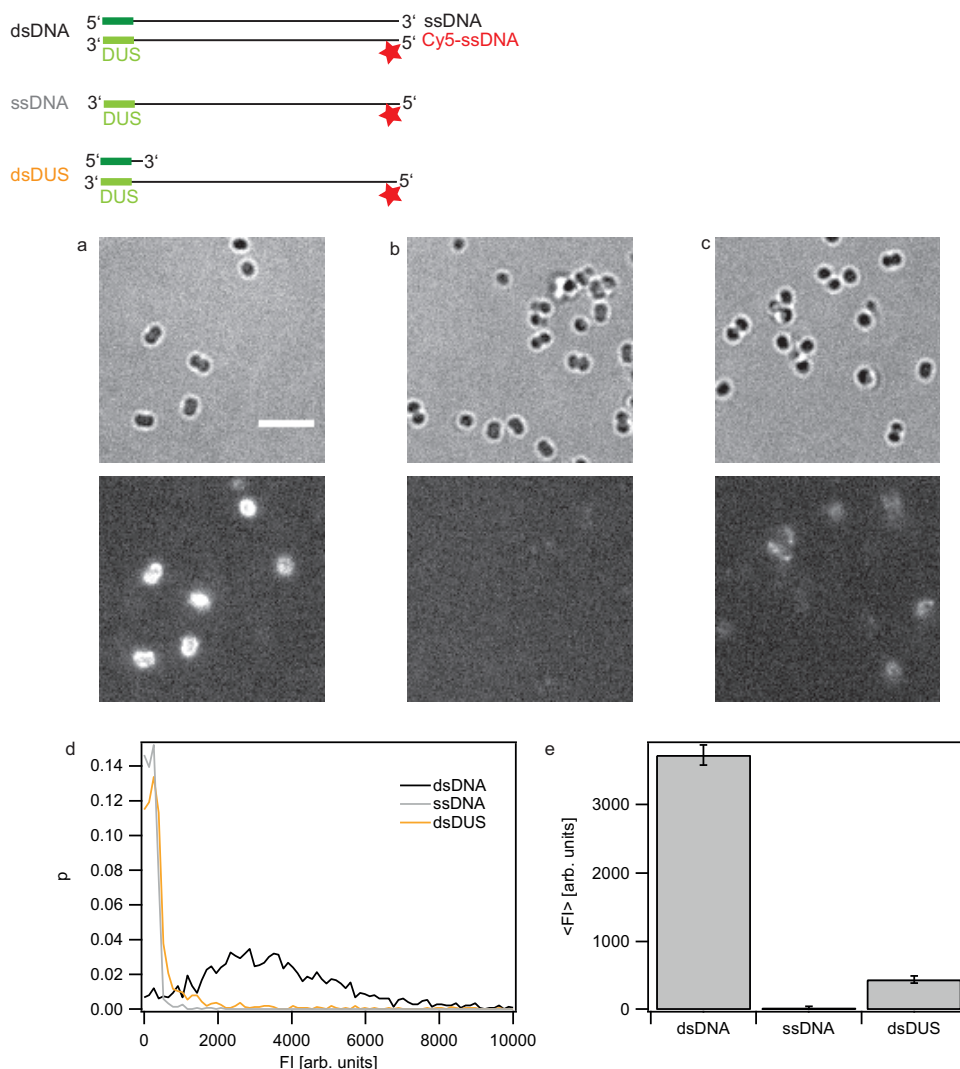 dsDNA 5‘ 3‘ ssDNA
3‘ 5‘ Cy5-ssDNA
DUS
ssDNA 3‘ 5‘
DUS
5‘ 3‘
dsDUS 3‘ 5‘
DUS
a b c
d
p
0.14
0.12
0.10
0.08
0.06
0.04
0.02
0.00
0 2000 4000 6000 8000 10000
FI [arb. units]
dsDNA
ssDNA
dsDUS
e
<FI> [arb. units]
3000
2000
1000
0
dsDNA ssDNA dsDUS